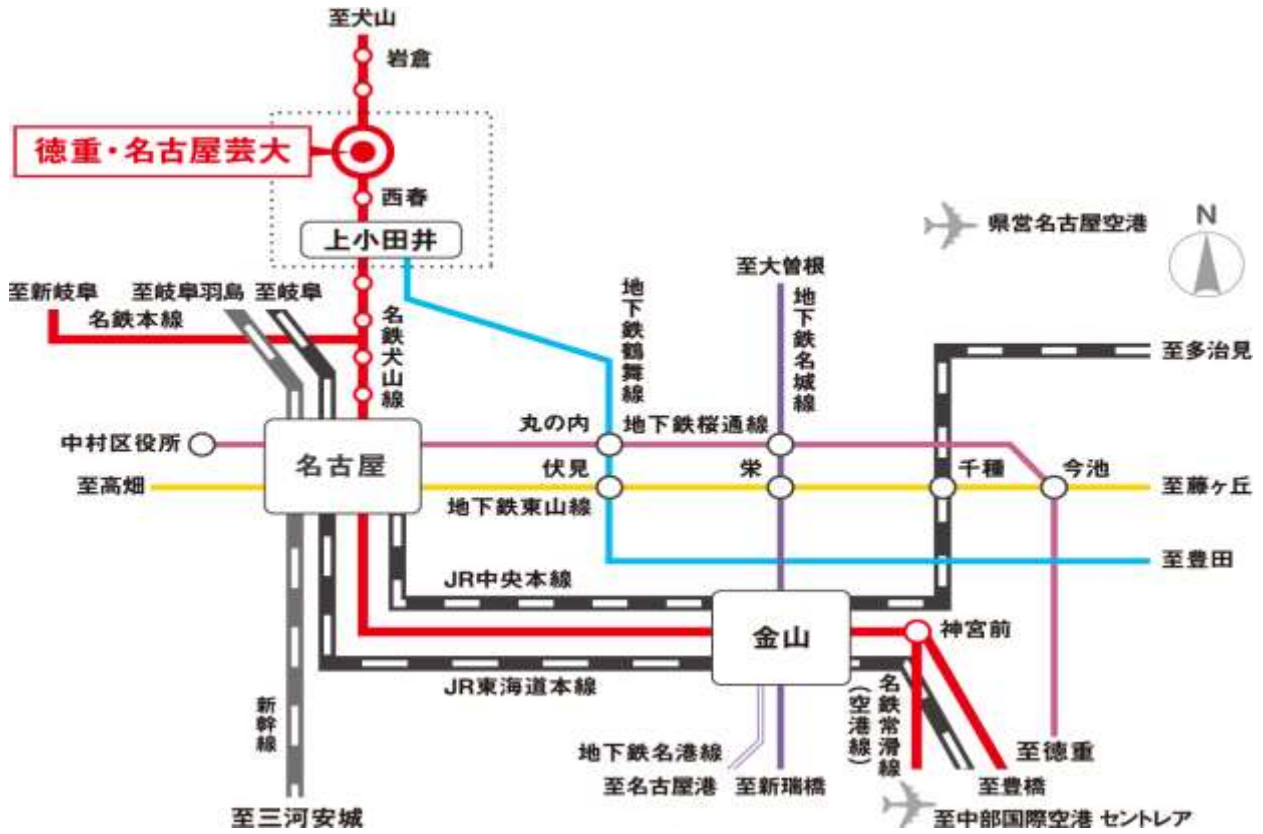 至犬山
岩倉
徳重・名古屋芸大
西春
上小田井
県営名古屋空港
N
至大曽根
至新岐阜
至岐阜羽島
至岐阜
名鉄本線
名鉄犬山線
地下鉄鶴舞線
地下鉄名城線
至多治見
中村区役所
名古屋
丸の内
地下鉄桜通線
至高畑
伏見
栄
千種
今池
至藤ヶ丘
地下鉄東山線
至豊田
JR中央本線
金山
神宮前
JR東海道本線
新幹線
名鉄常滑線
(空港線)
地下鉄名港線
至徳重
至名古屋港
至新瑞橋
至豊橋
至三河安城
至中部国際空港 セントレア